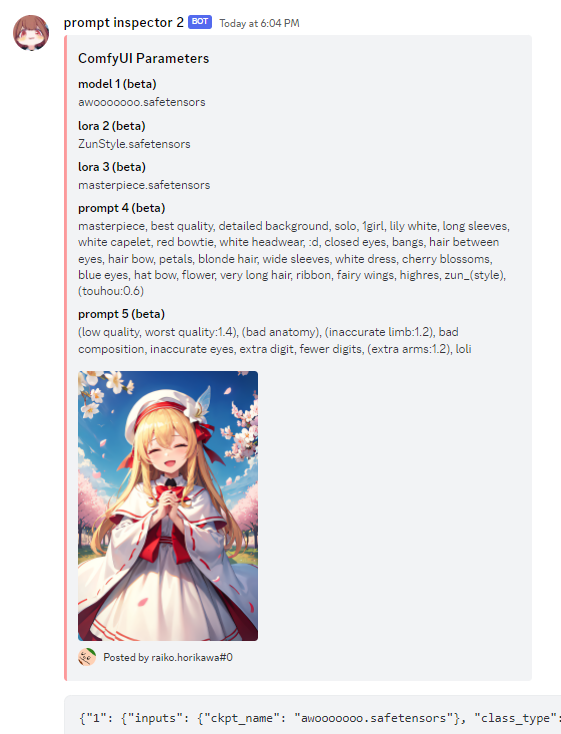 prompt inspector 2 BOT Today at 6:04 PM
ComfyUI Parameters
model 1 (beta)
awooooooo.safetensors
lora 2 (beta)
ZunStyle.safetensors
lora 3 (beta)
masterpiece.safetensors
prompt 4 (beta)
masterpiece, best quality, detailed background, solo, 1girl, lily white, long sleeves,
white capelet, red bowtie, white headwear, :d, closed eyes, bangs, hair between
eyes, hair bow, petals, blonde hair, wide sleeves, white dress, cherry blossoms,
blue eyes, hat bow, flower, very long hair, ribbon, fairy wings, highres, zun_(style),
(touhou:0.6)
prompt 5 (beta)
(low quality, worst quality:1.4), (bad anatomy), (inaccurate limb:1.2), bad
composition, inaccurate eyes, extra digit, fewer digits, (extra arms:1.2), loli
Posted by raiko.horikawa#0
{"1": {"inputs": {"ckpt_name": "awooooooo.safetensors"}, "class_type":